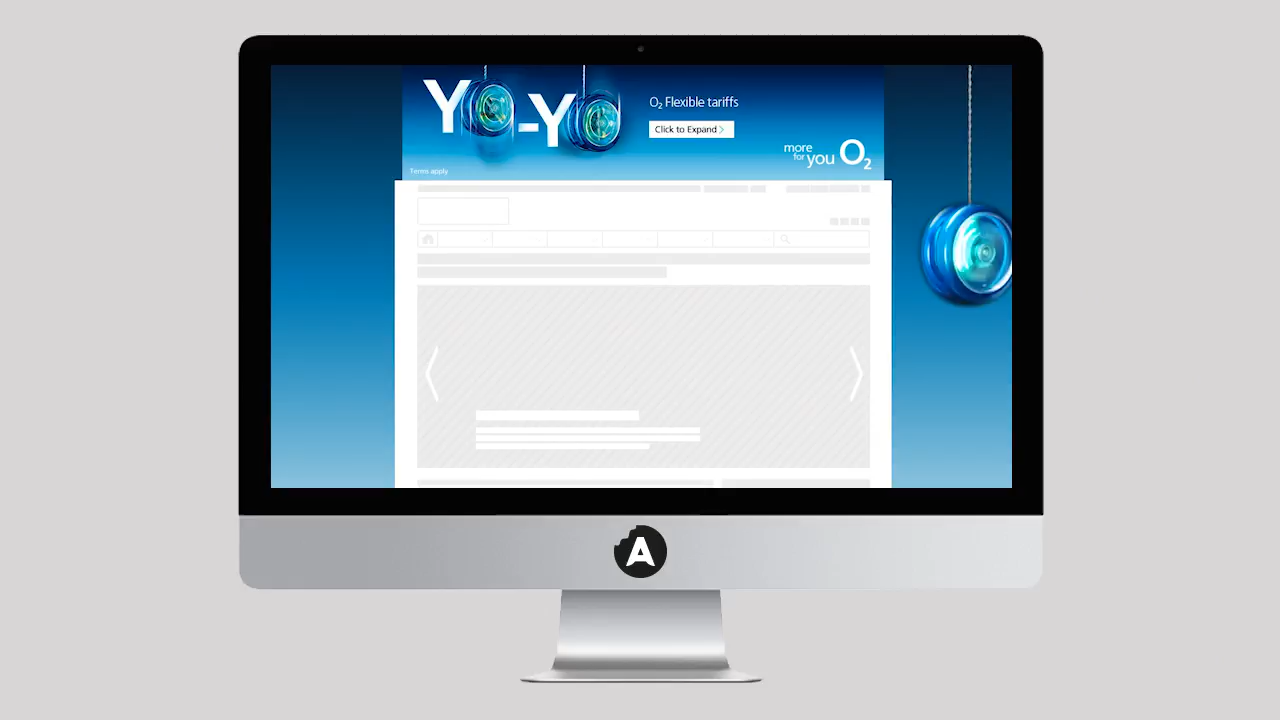 YO-YO
O₂ Flexible tariffs
Click to Expand
more
for you O₂
Terms apply
A